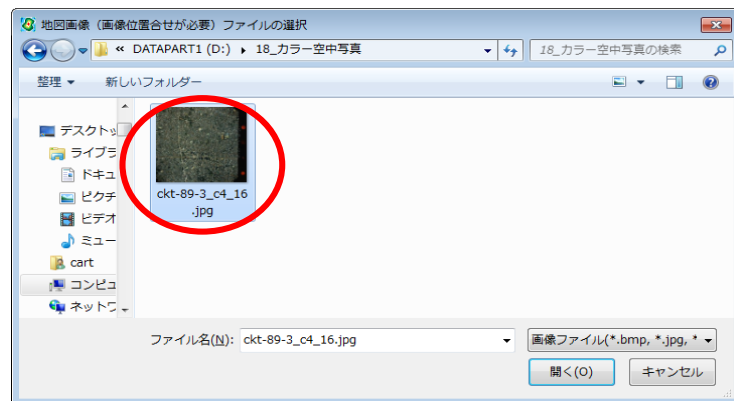 地図画像（画像位置合せが必要）ファイルの選択
« DATAPART1 (D:) ▸ 18_カラー空中写真
18_カラー空中写真の検索
整理 ▼ 新しいフォルダー
デスクトッ
ライブラ
ドキュ
ピクチ
ビデオ
ミュー
cart
コンピュ
ネットワ
ckt-89-3_c4_16
.jpg
ファイル名(N): ckt-89-3_c4_16.jpg
画像ファイル(*.bmp, *.jpg, *
開く(O) キャンセル